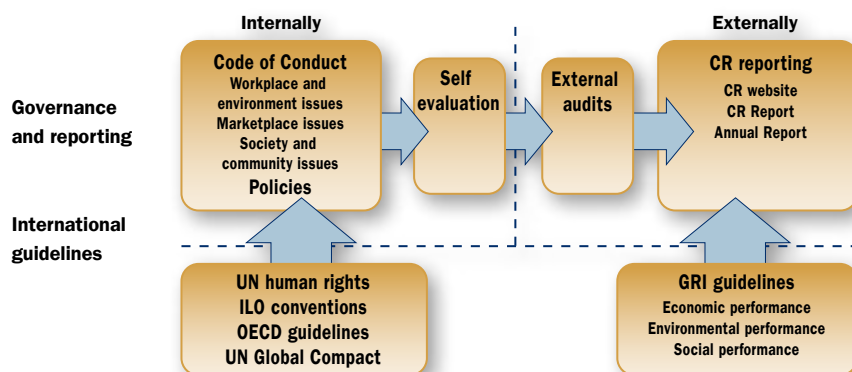 Internally
Externally
Governance
and reporting
Code of Conduct
Workplace and
environment issues
Marketplace issues
Society and
community issues
Policies
Self
evaluation
External
audits
CR reporting
CR website
CR Report
Annual Report
International
guidelines
UN human rights
ILO conventions
OECD guidelines
UN Global Compact
GRI guidelines
Economic performance
Environmental performance
Social performance